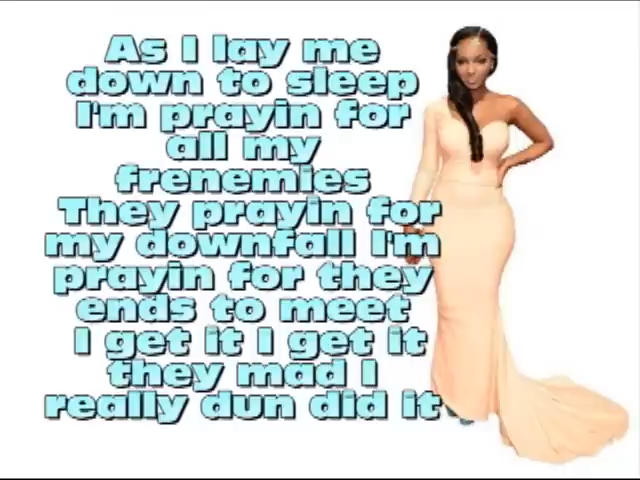 As I lay me
down to sleep
I'm prayin for
all my
frenemies
They prayin for
my downfall I'm
prayin for they
ends to meet
I get it I get it
they mad I
really dun did it